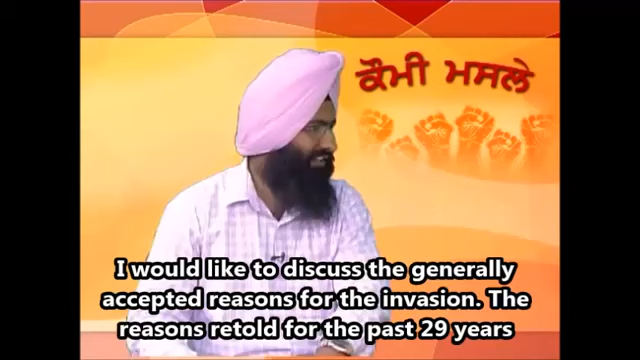 ਕੌਮੀ ਮਸਲੇ
I would like to discuss the generally
accepted reasons for the invasion. The
reasons retold for the past 29 years